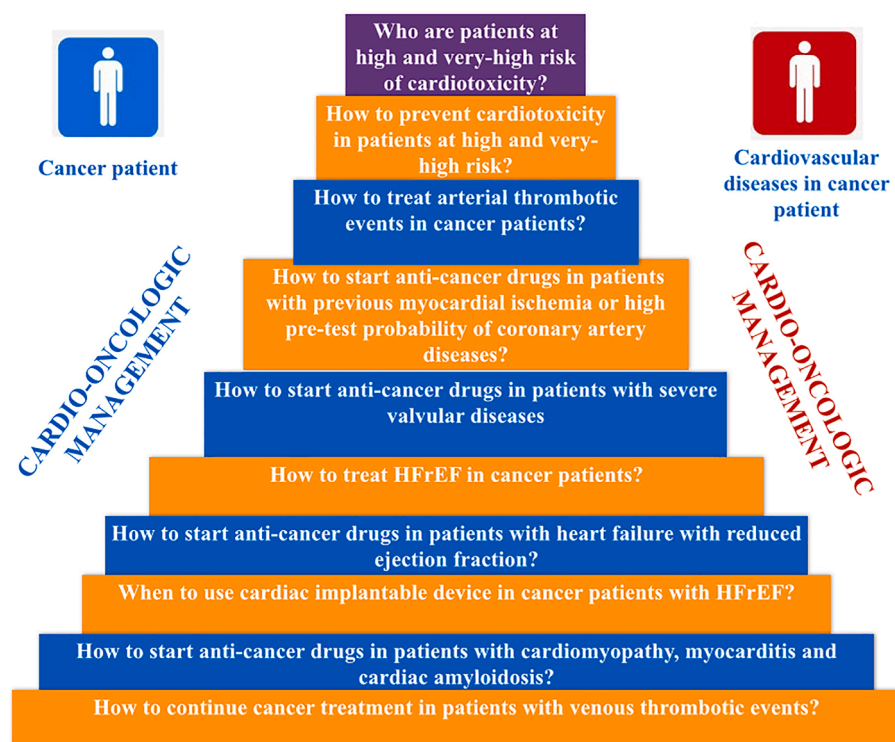 Who are patients at
high and very-high risk
of cardiotoxicity?
How to prevent cardiotoxicity
in patients at high and very-
high risk?
Cancer patient
Cardiovascular
diseases in cancer
patient
How to treat arterial thrombotic
events in cancer patients?
CARDIO-ONCOLOGIC
MANAGEMENT
CARDIO-ONCOLOGIC
MANAGEMENT
How to start anti-cancer drugs in patients
with previous myocardial ischemia or high
pre-test probability of coronary artery
diseases?
How to start anti-cancer drugs in patients with severe
valvular diseases
How to treat HFrEF in cancer patients?
How to start anti-cancer drugs in patients with heart failure with reduced
ejection fraction?
When to use cardiac implantable device in cancer patients with HFrEF?
How to start anti-cancer drugs in patients with cardiomyopathy, myocarditis and
cardiac amyloidosis?
How to continue cancer treatment in patients with venous thrombotic events?